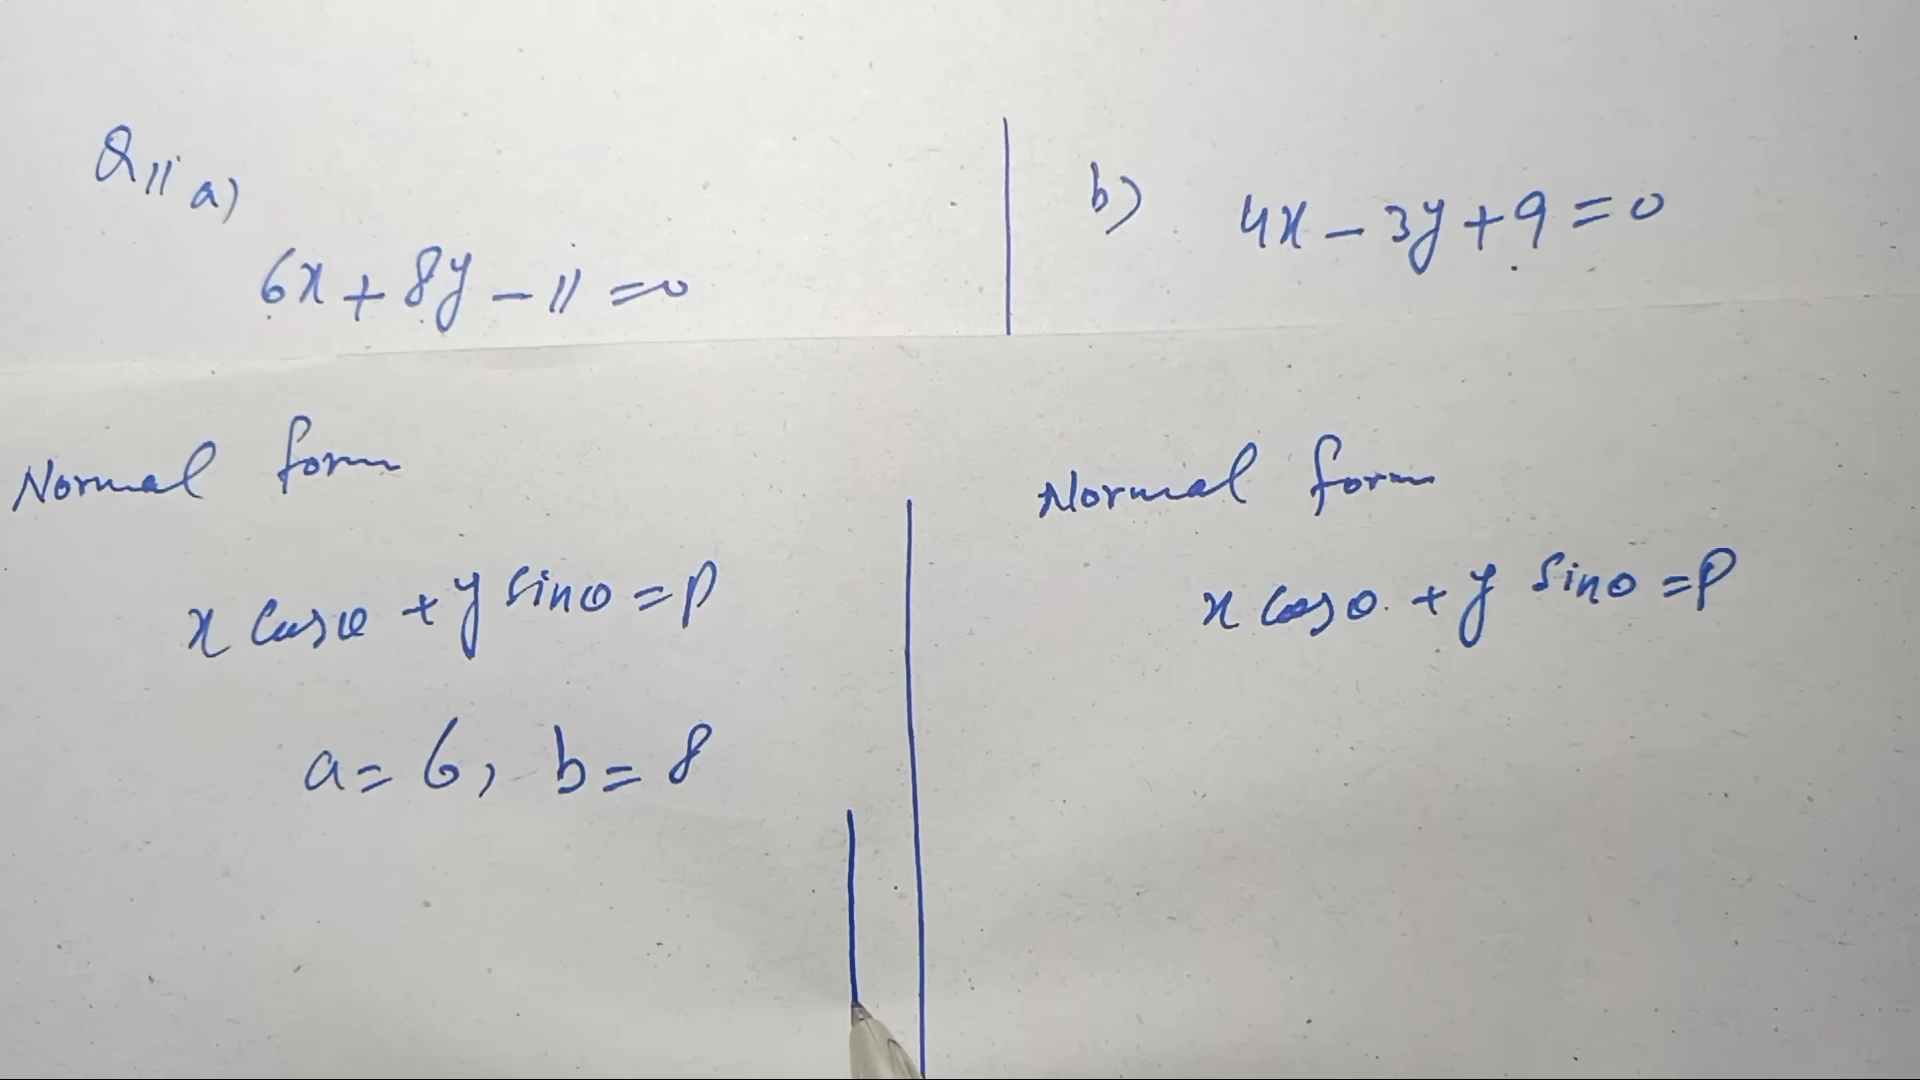 Q11 a)
6x + 8y - 11 = 0
b) 4x - 3y + 9 = 0
Normal form
x cosθ + y sinθ = p
a = 6, b = 8
Normal form
x cosθ + y sinθ = p